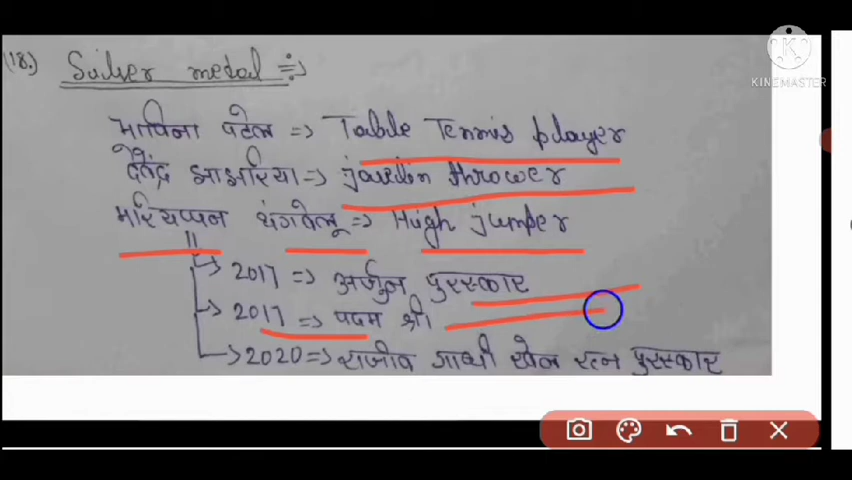 (18.) Suilver medal ÷>
KINEMASTER
भाविना पटेल => Table Tennis player
देवेंद्र झाझरिया => javelin thrower
मरियप्पन थंगवेलू => High jumper
2017 => अर्जुन पुरस्कार
2017 => पदम श्री
2020 => राजीव गान्धी खेल रत्न पुरस्कार